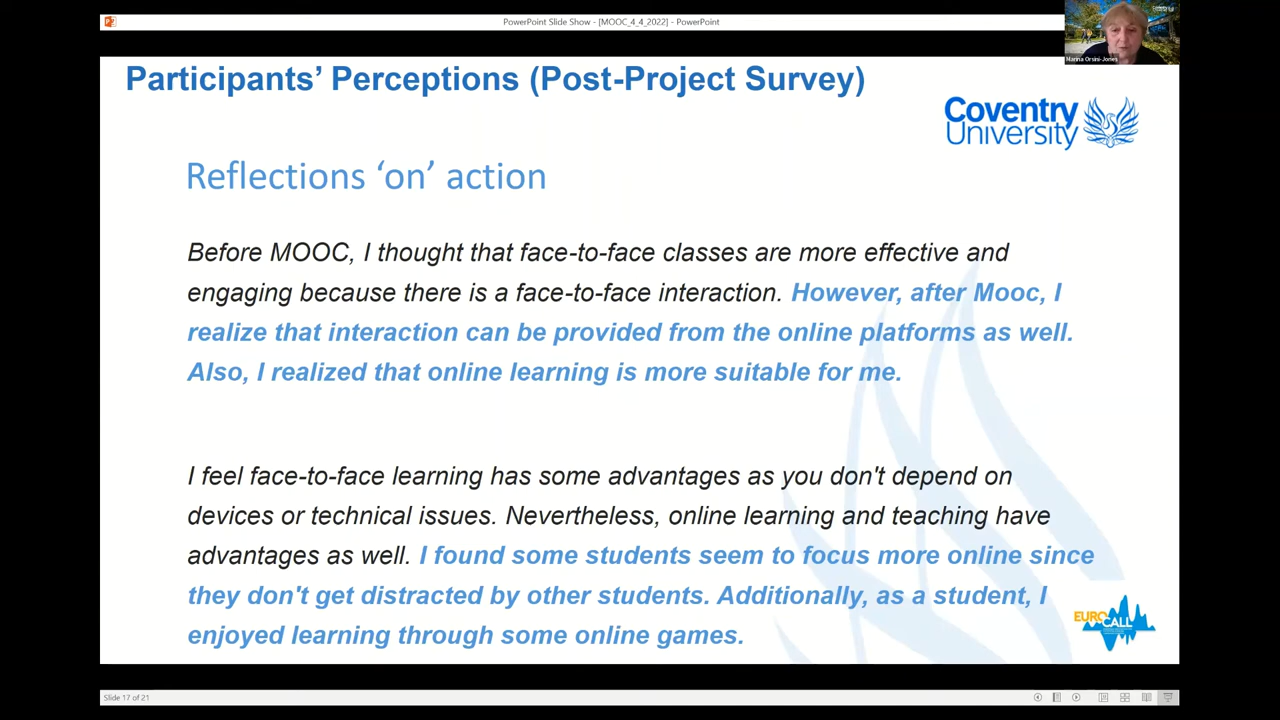 PowerPoint Slide Show - [MOOC_4_4_2022] - PowerPoint
Marina Orsini-Jones
Participants’ Perceptions (Post-Project Survey)
Coventry
University
Reflections ‘on’ action
Before MOOC, I thought that face-to-face classes are more effective and
engaging because there is a face-to-face interaction. However, after Mooc, I
realize that interaction can be provided from the online platforms as well.
Also, I realized that online learning is more suitable for me.
I feel face-to-face learning has some advantages as you don't depend on
devices or technical issues. Nevertheless, online learning and teaching have
advantages as well. I found some students seem to focus more online since
they don't get distracted by other students. Additionally, as a student, I
enjoyed learning through some online games.
EURO
CALL
Slide 17 of 21